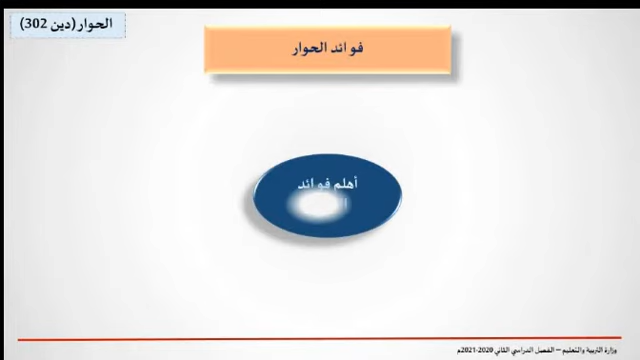 الحوار(دين 302)
فوائد الحوار
أهلم فوائد
وزارة التربية والتعليم – الفصل الدراسي الثاني 2020-2021م